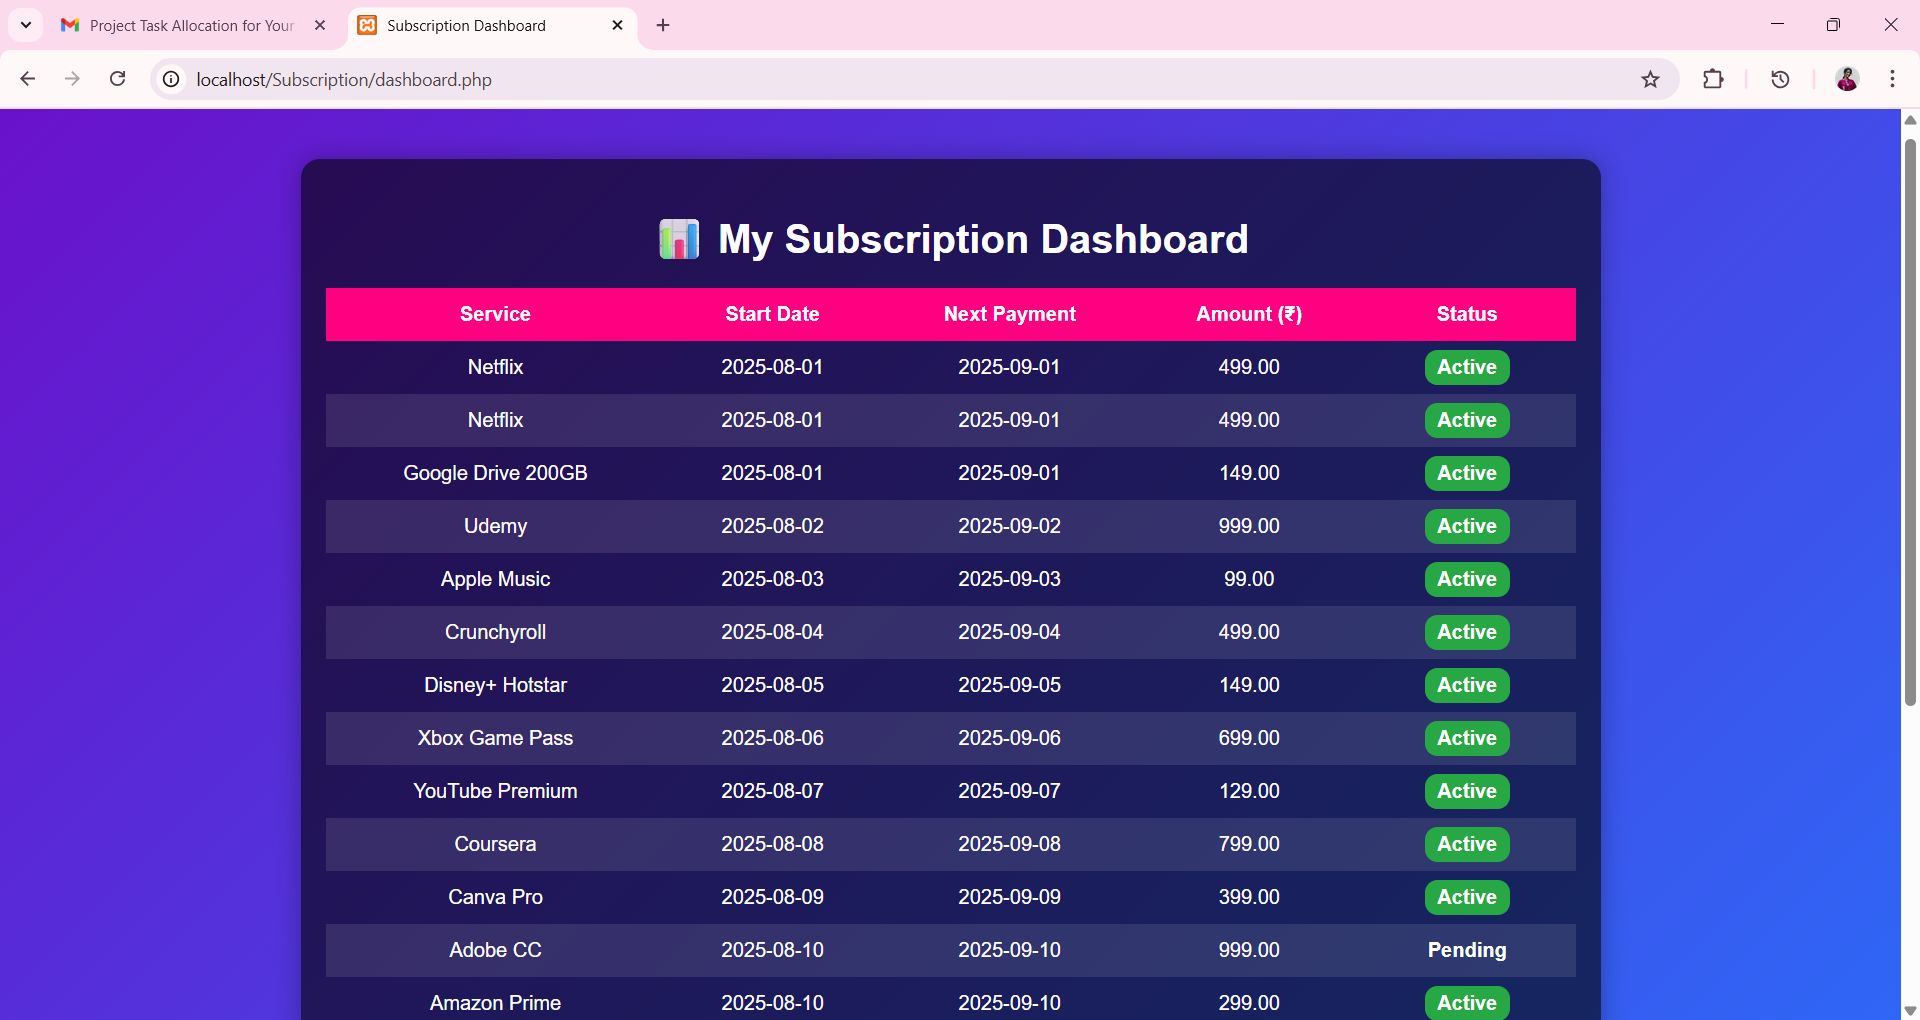 Project Task Allocation for Your
Subscription Dashboard
localhost/Subscription/dashboard.php
My Subscription Dashboard
Service Start Date Next Payment Amount (₹) Status
Netflix 2025-08-01 2025-09-01 499.00 Active
Netflix 2025-08-01 2025-09-01 499.00 Active
Google Drive 200GB 2025-08-01 2025-09-01 149.00 Active
Udemy 2025-08-02 2025-09-02 999.00 Active
Apple Music 2025-08-03 2025-09-03 99.00 Active
Crunchyroll 2025-08-04 2025-09-04 499.00 Active
Disney+ Hotstar 2025-08-05 2025-09-05 149.00 Active
Xbox Game Pass 2025-08-06 2025-09-06 699.00 Active
YouTube Premium 2025-08-07 2025-09-07 129.00 Active
Coursera 2025-08-08 2025-09-08 799.00 Active
Canva Pro 2025-08-09 2025-09-09 399.00 Active
Adobe CC 2025-08-10 2025-09-10 999.00 Pending
Amazon Prime 2025-08-10 2025-09-10 299.00 Active